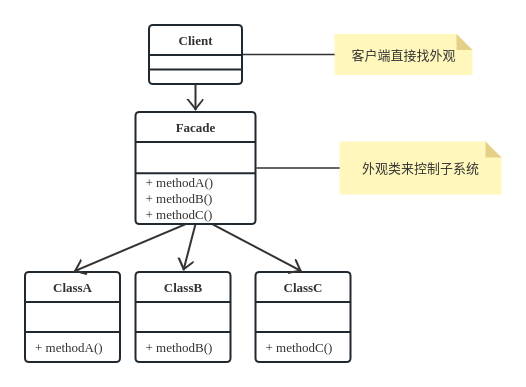 Client
客户端直接找外观
Facade
+ methodA()
+ methodB()
+ methodC()
外观类来控制子系统
ClassA
+ methodA()
ClassB
+ methodB()
ClassC
+ methodC()